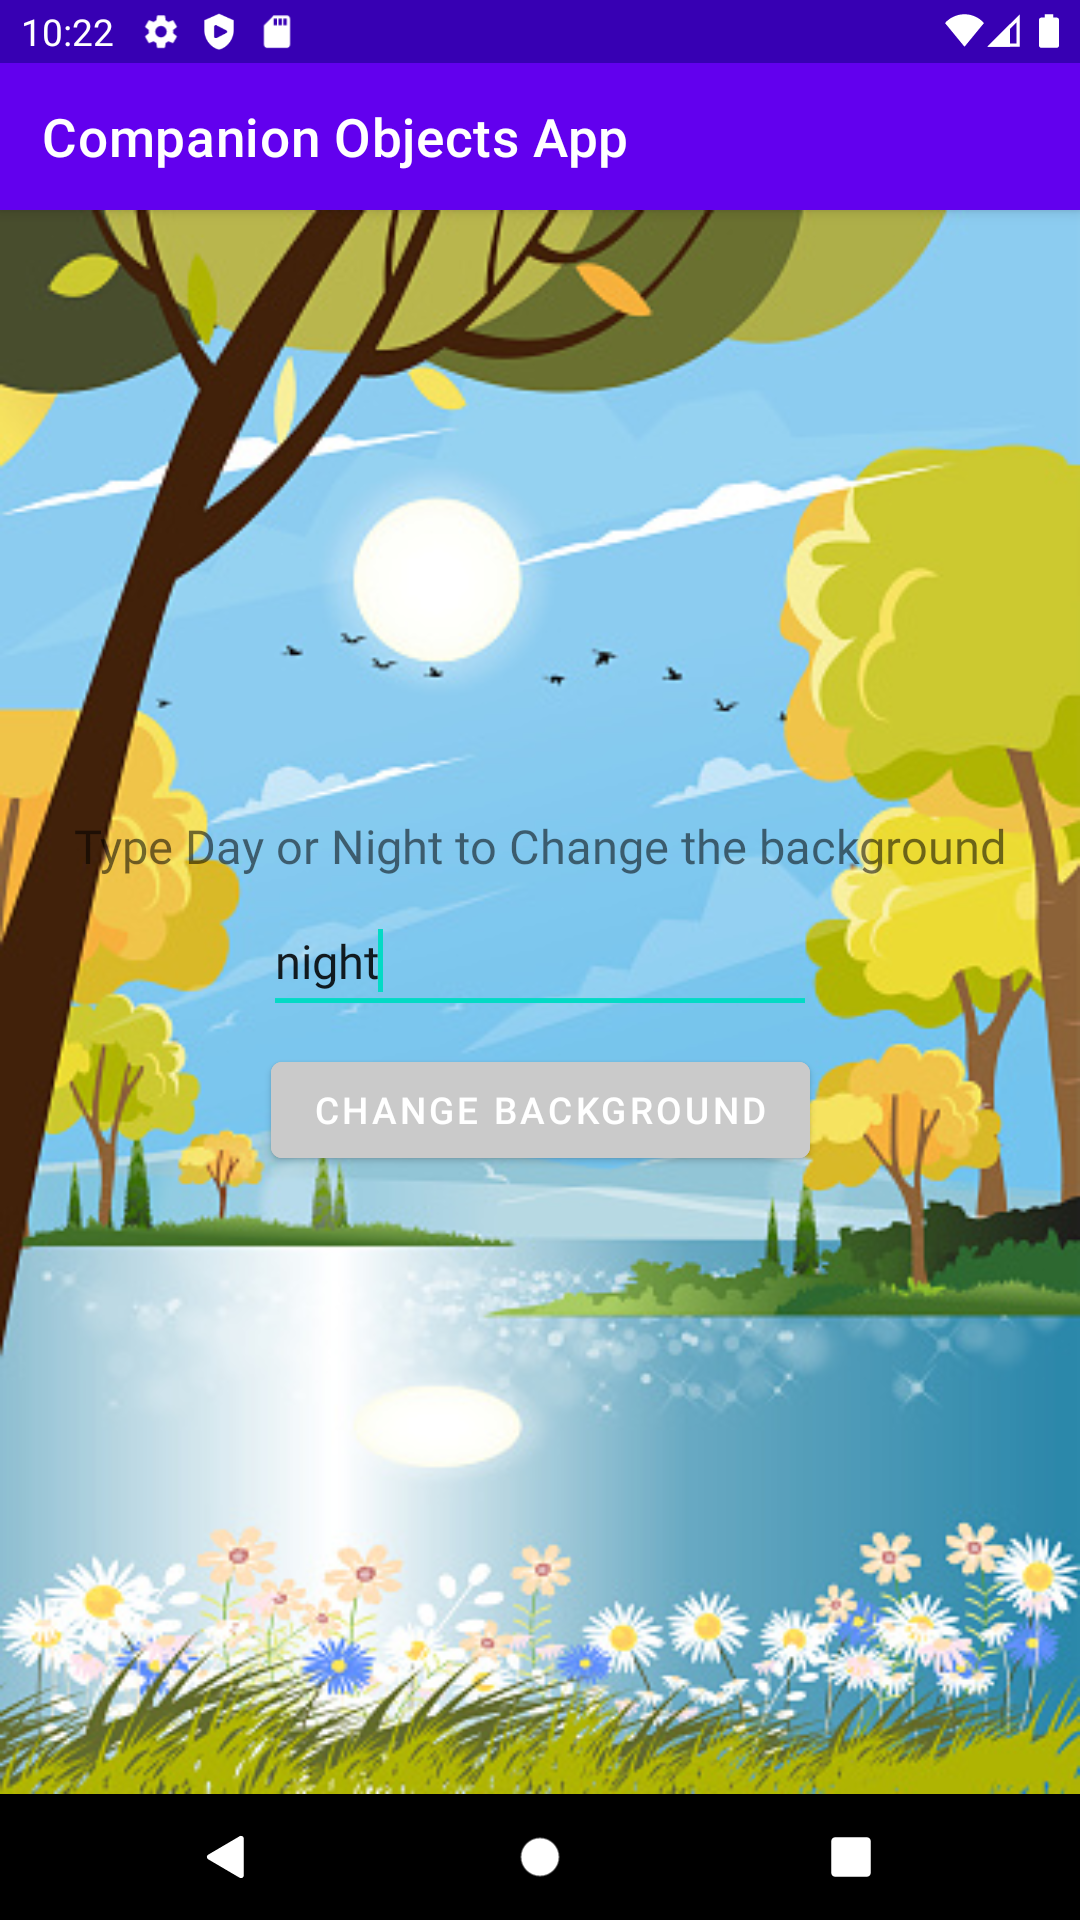 10:22
Companion Objects App
Type Day or Night to Change the background
night
CHANGE BACKGROUND